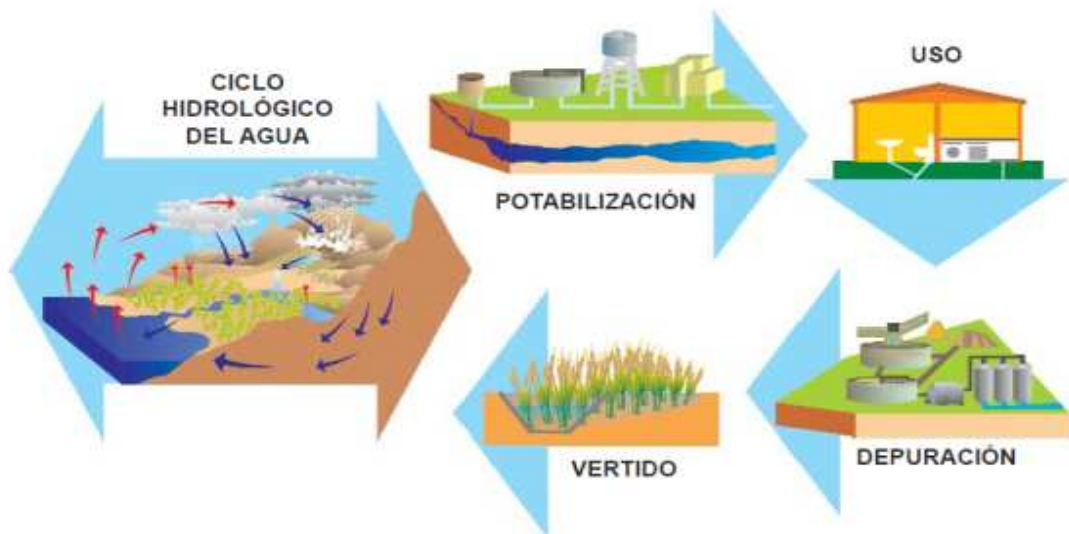 CICLO
HIDROLÓGICO
DEL AGUA
POTABILIZACIÓN
USO
DEPURACIÓN
VERTIDO